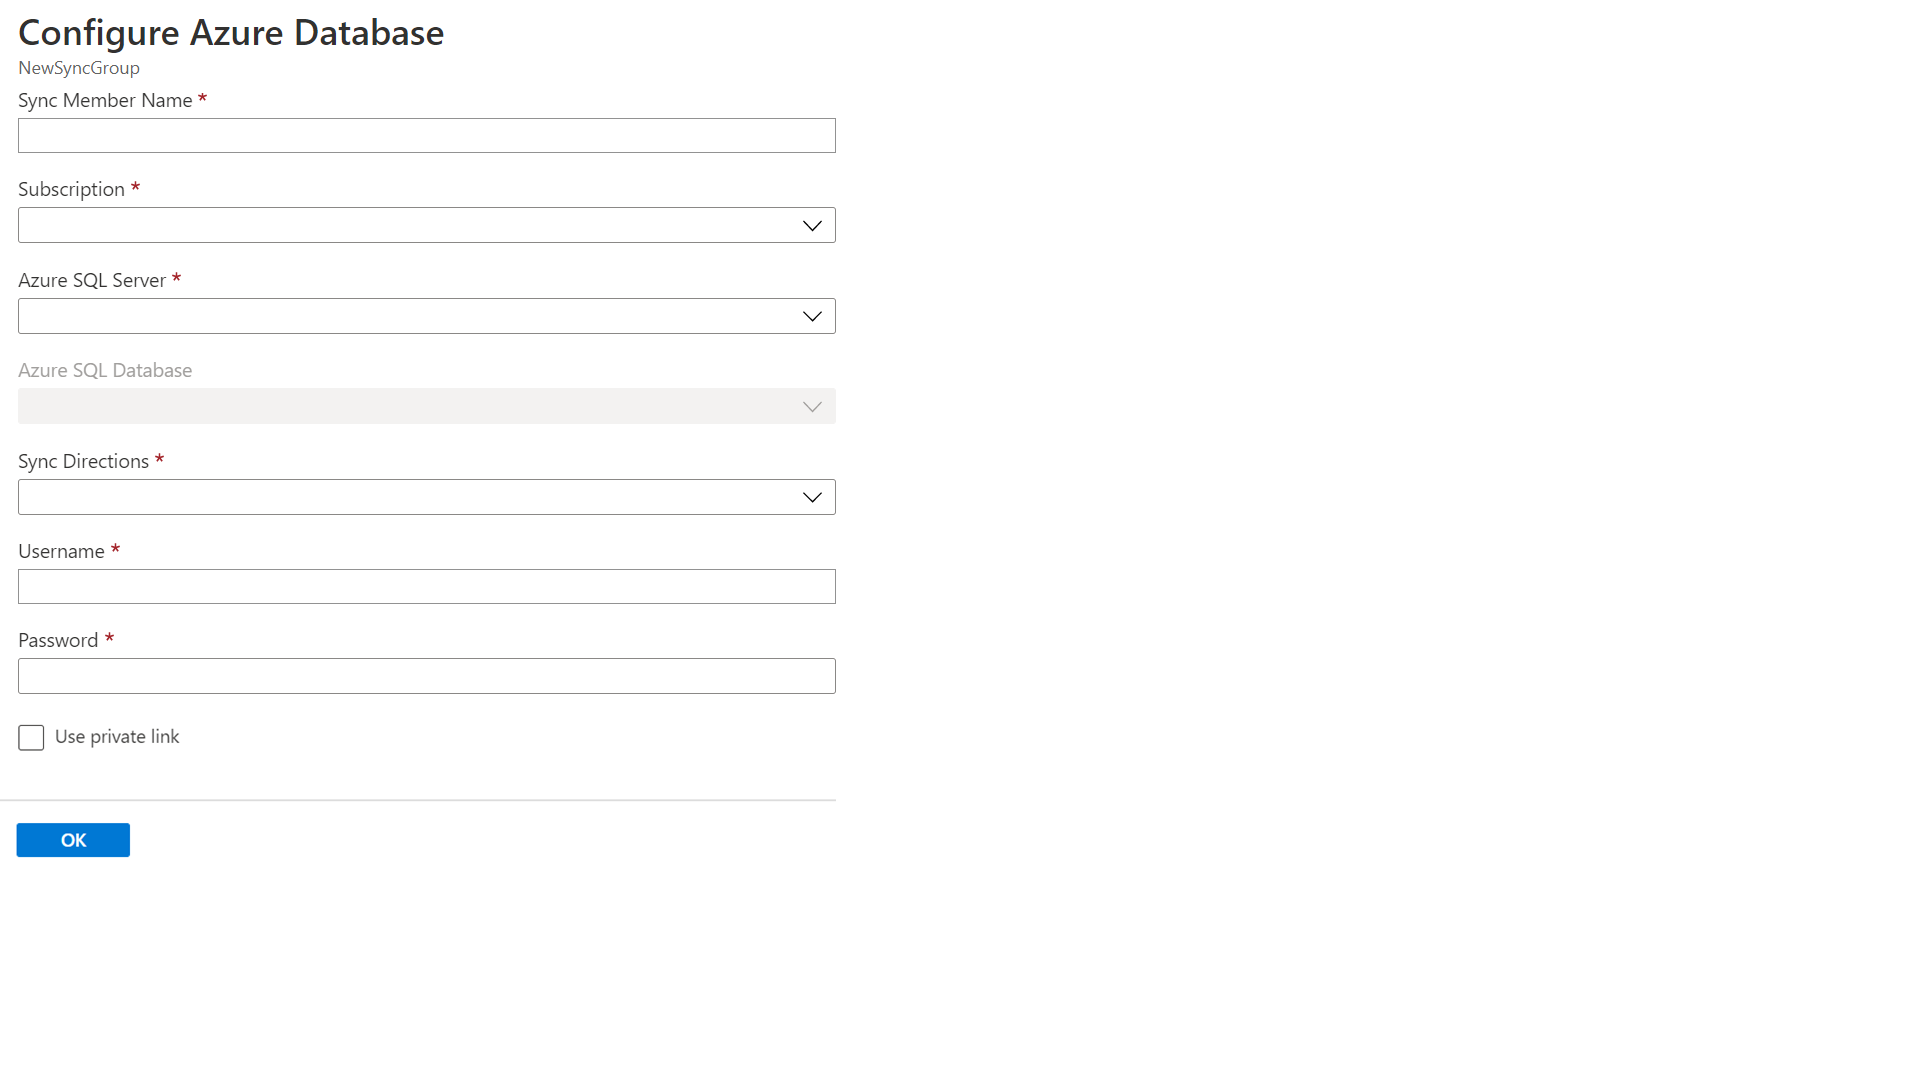 Configure Azure Database
NewSyncGroup
Sync Member Name *
Subscription *
Azure SQL Server *
Azure SQL Database
Sync Directions *
Username *
Password *
Use private link
OK